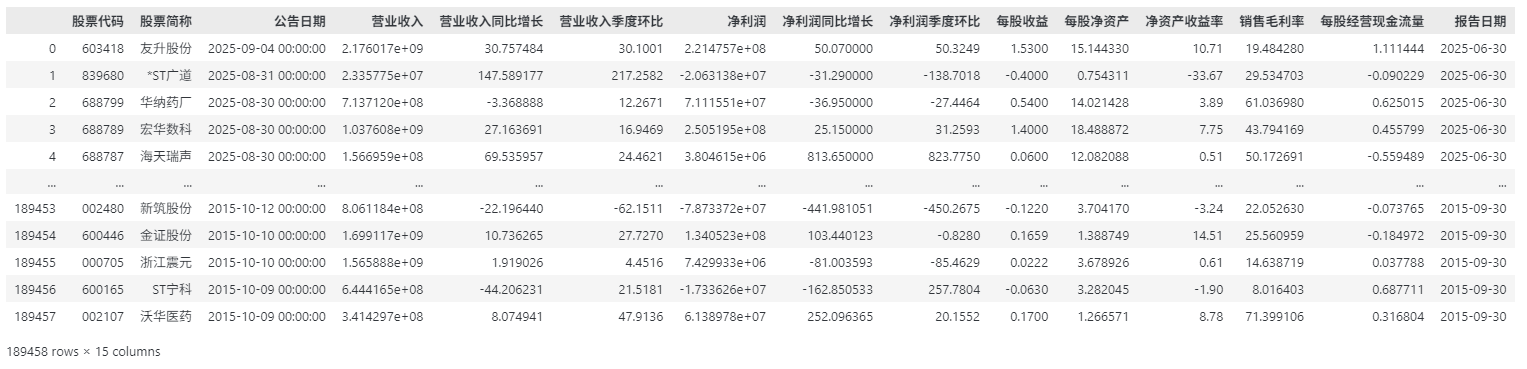 股票代码 股票简称 公告日期 营业收入 营业收入同比增长 营业收入季度环比 净利润 净利润同比增长 净利润季度环比 每股收益 每股净资产 净资产收益率 销售毛利率 每股经营现金流量 报告日期
0 603418 友升股份 2025-09-04 00:00:00 2.176017e+09 30.757484 30.1001 2.214757e+08 50.070000 50.3249 1.5300 15.144330 10.71 19.484280 1.111444 2025-06-30
1 839680 *ST广道 2025-08-31 00:00:00 2.335775e+07 147.589177 217.2582 -2.063138e+07 -31.290000 -138.7018 -0.4000 0.754311 -33.67 29.534703 -0.090229 2025-06-30
2 688799 华纳药厂 2025-08-30 00:00:00 7.137120e+08 -3.368888 12.2671 7.111551e+07 -36.950000 -27.4464 0.5400 14.021428 3.89 61.036980 0.625015 2025-06-30
3 688789 宏华数科 2025-08-30 00:00:00 1.037608e+09 27.163691 16.9469 2.505195e+08 25.150000 31.2593 1.4000 18.488872 7.75 43.794169 0.455799 2025-06-30
4 688787 海天瑞声 2025-08-30 00:00:00 1.566959e+08 69.535957 24.4621 3.804615e+06 813.650000 823.7750 0.0600 12.082088 0.51 50.172691 -0.559489 2025-06-30
... ... ... ... ... ... ... ... ... ... ... ... ... ... ... ...
189453 002480 新筑股份 2015-10-12 00:00:00 8.061184e+08 -22.196440 -62.1511 -7.873372e+07 -441.981051 -450.2675 -0.1220 3.704170 -3.24 22.052630 -0.073765 2015-09-30
189454 600446 金证股份 2015-10-10 00:00:00 1.699117e+09 10.736265 27.7270 1.340523e+08 103.440123 -0.8280 0.1659 1.388749 14.51 25.560959 -0.184972 2015-09-30
189455 000705 浙江震元 2015-10-10 00:00:00 1.565888e+09 1.919026 4.4516 7.429933e+06 -81.003593 -85.4629 0.0222 3.678926 0.61 14.638719 0.037788 2015-09-30
189456 600165 ST宁科 2015-10-09 00:00:00 6.444165e+08 -44.206231 21.5181 -1.733626e+07 -162.850533 257.7804 -0.0630 3.282045 -1.90 8.016403 0.687711 2015-09-30
189457 002107 沃华医药 2015-10-09 00:00:00 3.414297e+08 8.074941 47.9136 6.138978e+07 252.096365 20.1552 0.1700 1.266571 8.78 71.399106 0.316804 2015-09-30
189458 rows × 15 columns